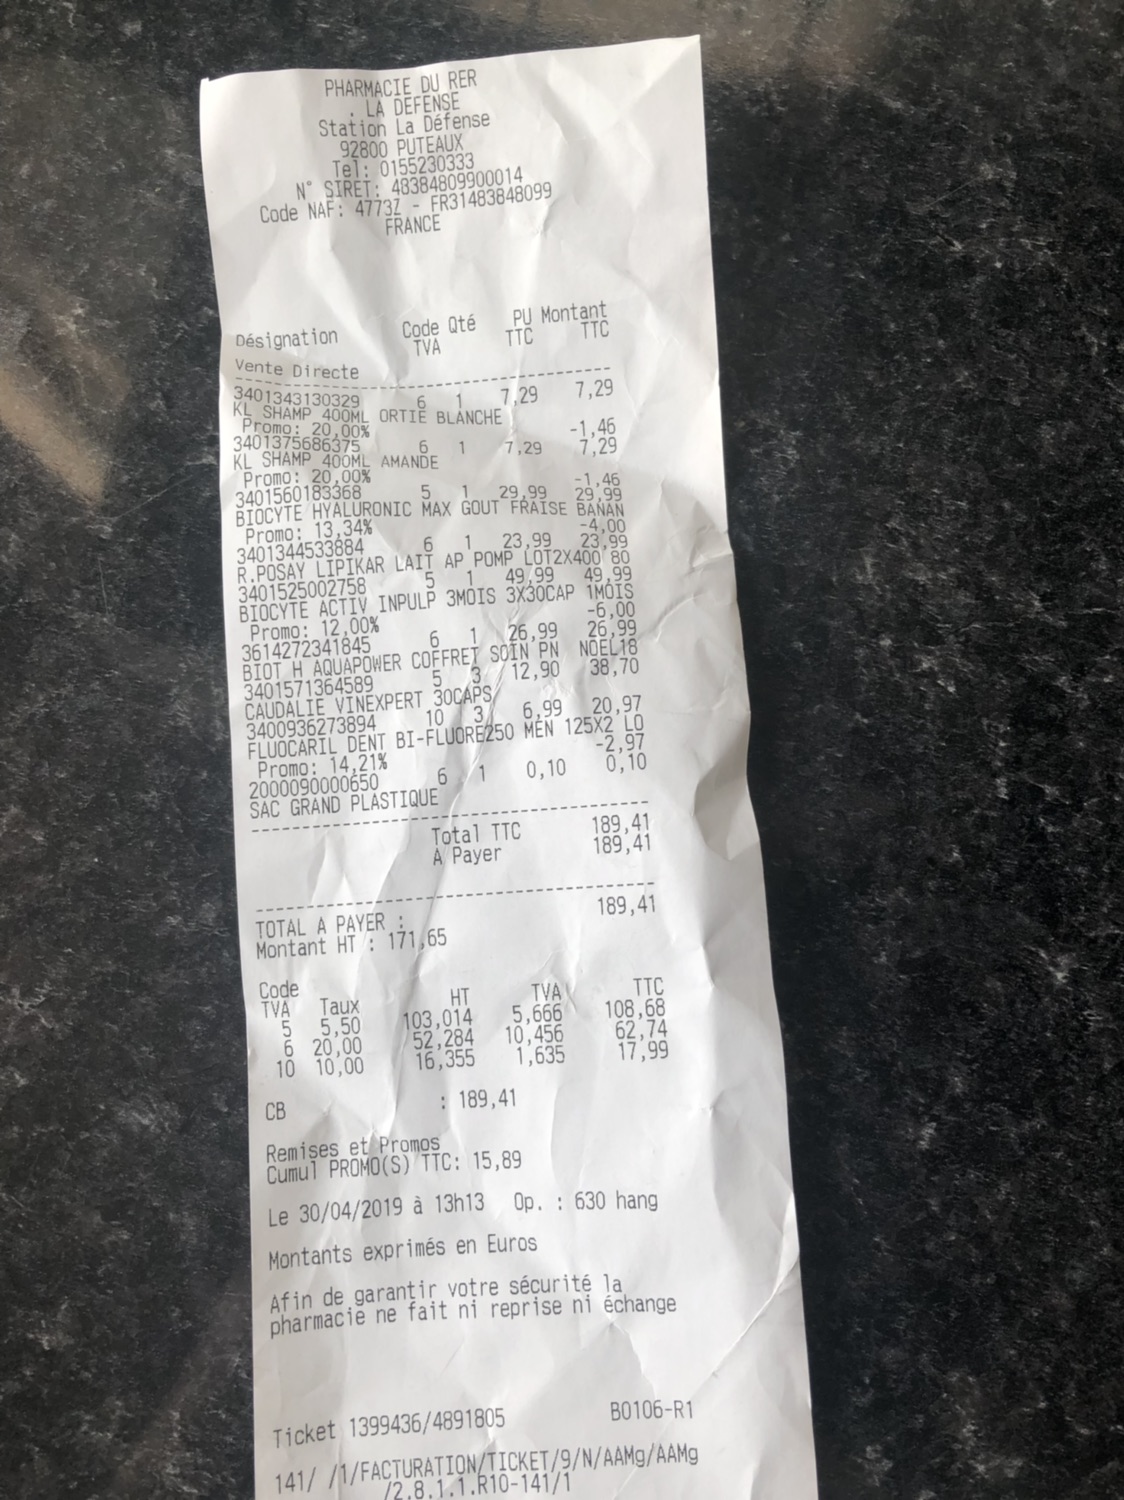 PHARMACIE DU RER
. LA DEFENSE
Station La Défense
92800 PUTEAUX
Tel: 0155230333
N° SIRET: 48384809900014
Code NAF: 4773Z - FR31483848099
FRANCE
Désignation Code Qté PU Montant
TVA TTC TTC
Vente Directe
3401343130329 6 1 7,29 7,29
KL SHAMP 400ML ORTIE BLANCHE
Promo: 20,00% -1,46
3401375686375 6 1 7,29 7,29
KL SHAMP 400ML AMANDE
Promo: 20,00% -1,46
3401560183368 5 1 29,99 29,99
BIOCYTE HYALURONIC MAX GOUT FRAISE BANAN
Promo: 13,34% -4,00
3401344533884 6 1 23,99 23,99
R.POSAY LIPIKAR LAIT AP POMP LOT2X400 80
3401525002758 5 1 49,99 49,99
BIOCYTE ACTIV INPULP 3MOIS 3X30CAP 1MOIS
Promo: 12,00% -6,00
3614272341845 6 1 26,99 26,99
BIOT H AQUAPOWER COFFRET SOIN PN NOEL18
3401571364589 5 3 12,90 38,70
CAUDALIE VINEXPERT 30CAPS
3400936273894 10 3 6,99 20,97
FLUOCARIL DENT BI-FLUORE250 MEN 125X2 LO
Promo: 14,21% -2,97
2000090000650 6 1 0,10 0,10
SAC GRAND PLASTIQUE
Total TTC 189,41
A Payer 189,41
TOTAL A PAYER : 189,41
Montant HT : 171,65
Code
TVA Taux HT TVA TTC
5 5,50 103,014 5,666 108,68
6 20,00 52,284 10,456 62,74
10 10,00 16,355 1,635 17,99
CB : 189,41
Remises et Promos
Cumul PROMO(S) TTC: 15,89
Le 30/04/2019 à 13h13 Op. : 630 hang
Montants exprimés en Euros
Afin de garantir votre sécurité la
pharmacie ne fait ni reprise ni échange
Ticket 1399436/4891805 B0106-R1
141/ /1/FACTURATION/TICKET/9/N/AAMg/AAMg
/2.8.1.1.R10-141/1